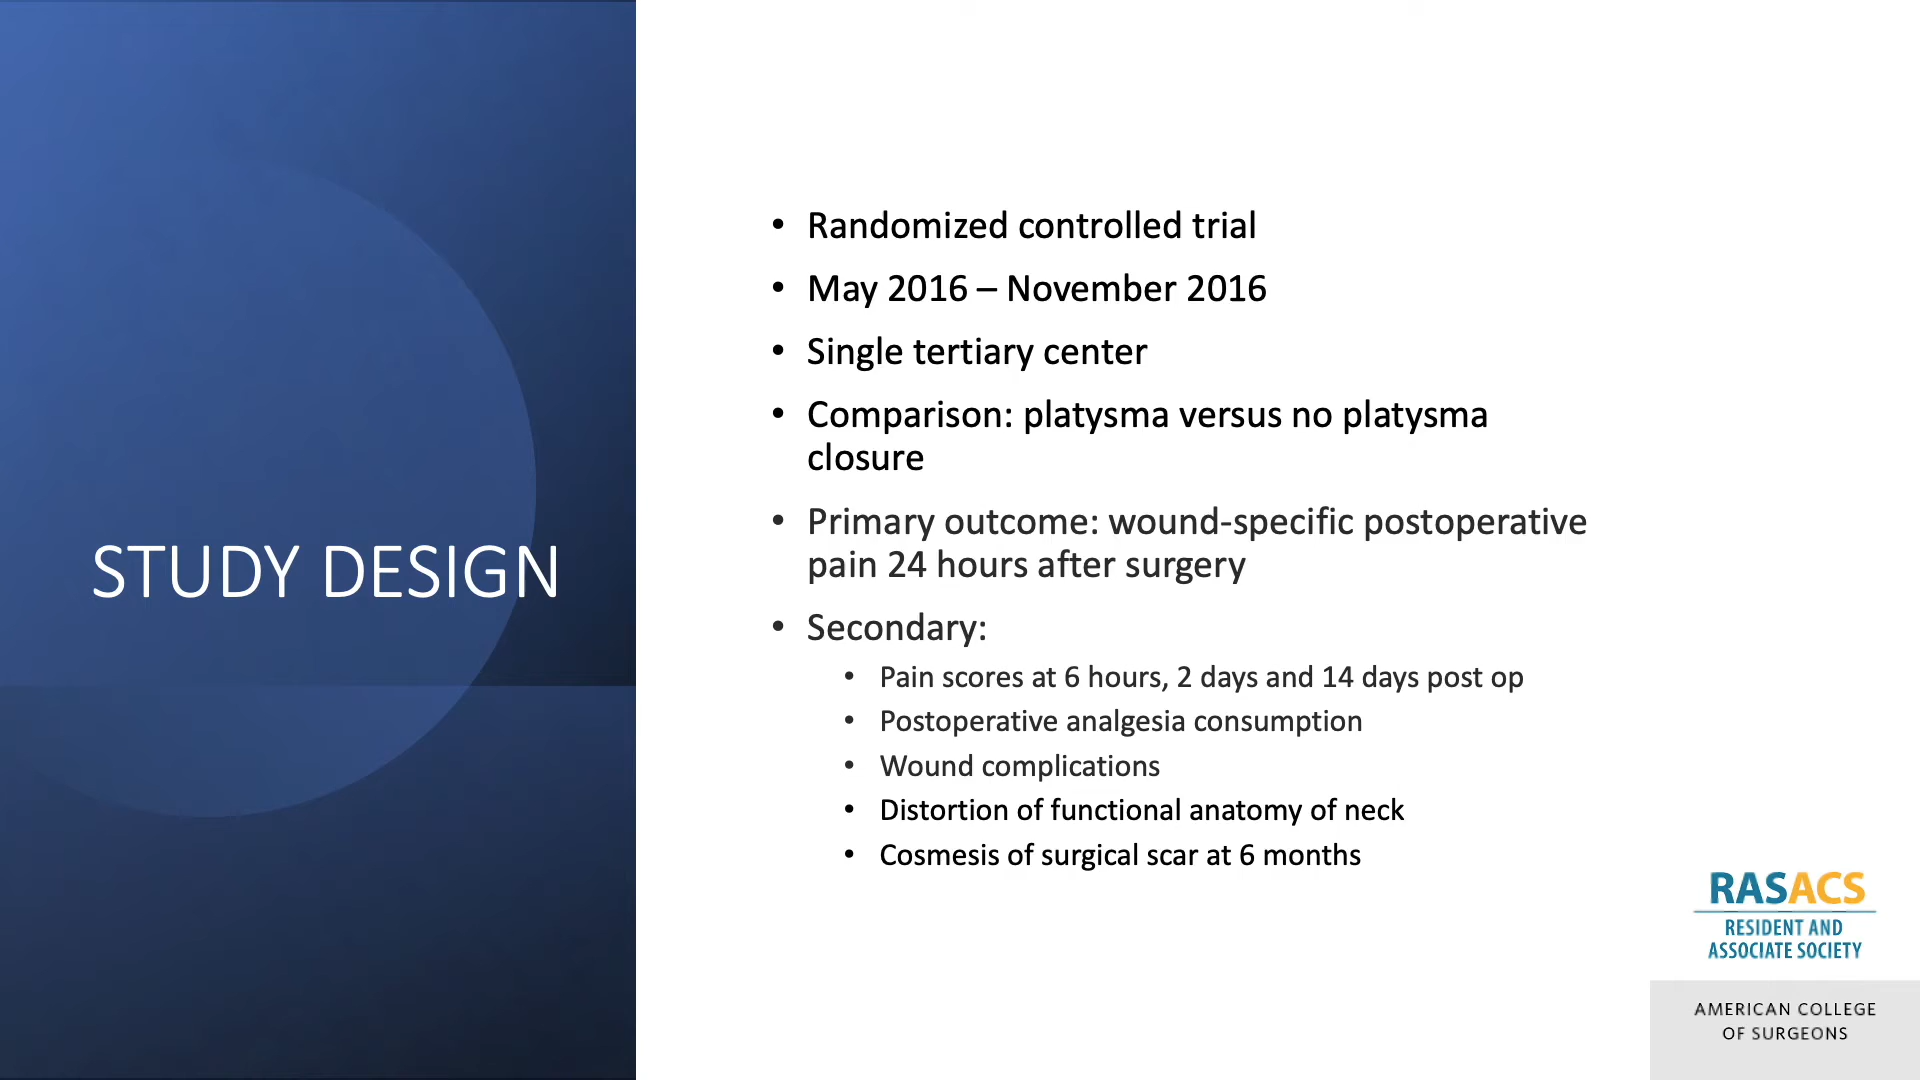 STUDY DESIGN
• Randomized controlled trial
• May 2016 – November 2016
• Single tertiary center
• Comparison: platysma versus no platysma
closure
• Primary outcome: wound-specific postoperative
pain 24 hours after surgery
• Secondary:
• Pain scores at 6 hours, 2 days and 14 days post op
• Postoperative analgesia consumption
• Wound complications
• Distortion of functional anatomy of neck
• Cosmesis of surgical scar at 6 months
RASACS
RESIDENT AND
ASSOCIATE SOCIETY
AMERICAN COLLEGE
OF SURGEONS